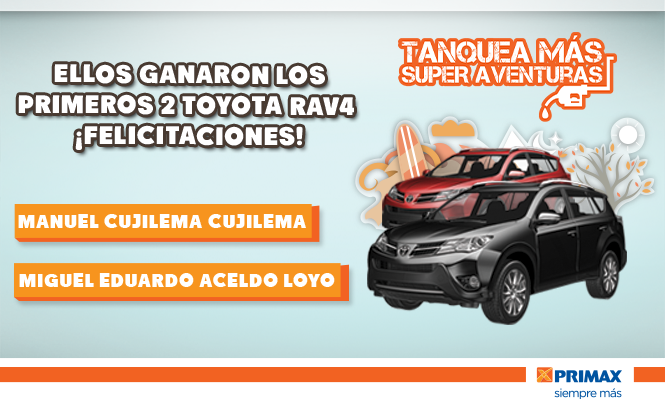 ELLOS GANARON LOS
PRIMEROS 2 TOYOTA RAV4
¡FELICITACIONES!
TANQUEA MÁS
SUPER AVENTURAS
MANUEL CUJILEMA CUJILEMA
MIGUEL EDUARDO ACELDO LOYO
PRIMAX
siempre más